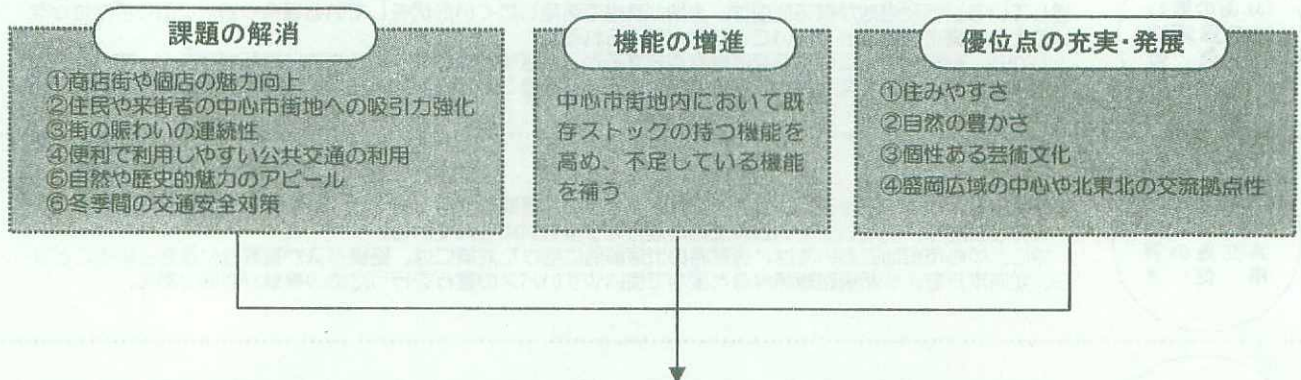 課題の解消
①商店街や個店の魅力向上
②住民や来街者の中心市街地への吸引力強化
③街の賑わいの連続性
④便利で利用しやすい公共交通の利用
⑤自然や歴史的魅力のアピール
⑥冬季間の交通安全対策
機能の増進
中心市街地内において既
存ストックの持つ機能を
高め、不足している機能
を補う
優位点の充実・発展
①住みやすさ
②自然の豊かさ
③個性ある芸術文化
④盛岡広域の中心や北東北の交流拠点性